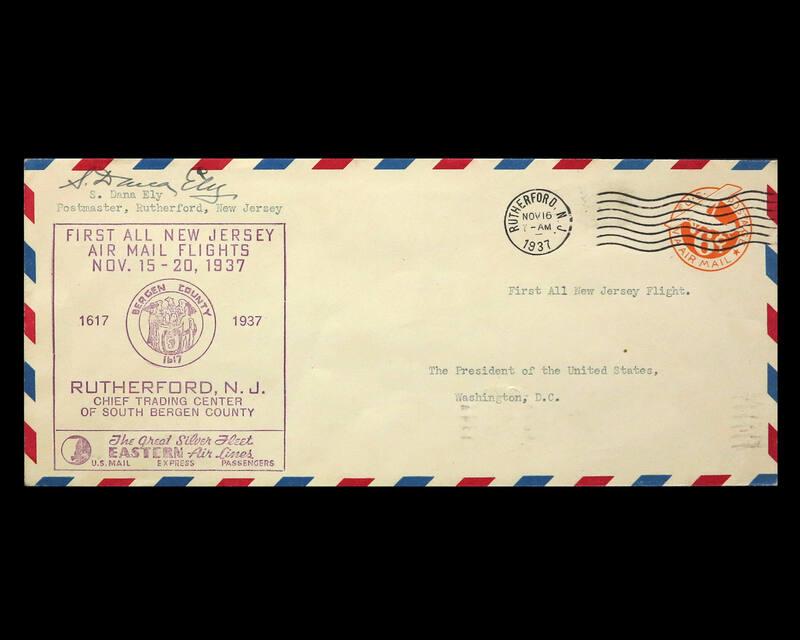 S. Dana Ely
S. Dana Ely
Postmaster, Rutherford, New Jersey
FIRST ALL NEW JERSEY
AIR MAIL FLIGHTS
NOV. 15 - 20, 1937
BERGEN COUNTY
1617
1617 1937
RUTHERFORD, N. J.
CHIEF TRADING CENTER
OF SOUTH BERGEN COUNTY
The Great Silver Fleet
EASTERN Air Lines
U.S. MAIL EXPRESS PASSENGERS
RUTHERFORD, N. J.
NOV 16
-AM
1937
VIA AIR MAIL
First All New Jersey Flight.
The President of the United States,
Washington, D.C.